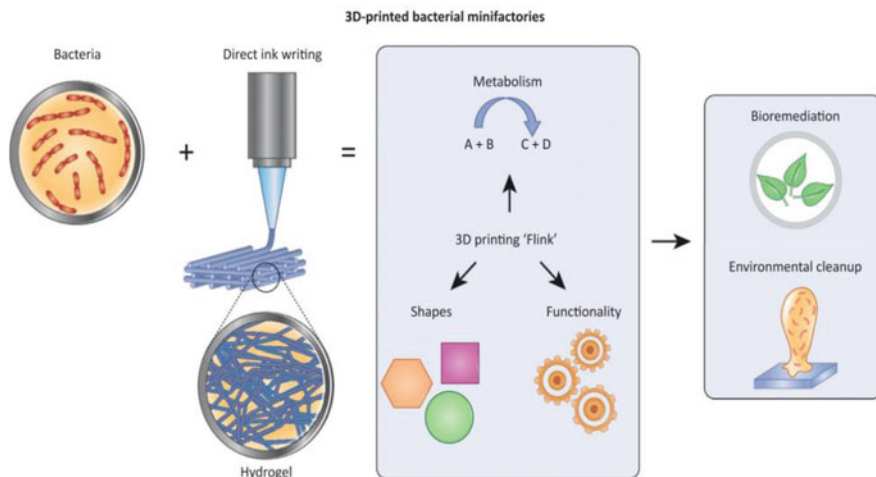 3D-printed bacterial minifactories
Bacteria
Direct ink writing
+
=
Hydrogel
Metabolism
A + B
C + D
3D printing ‘Flink’
Shapes
Functionality
Bioremediation
Environmental cleanup